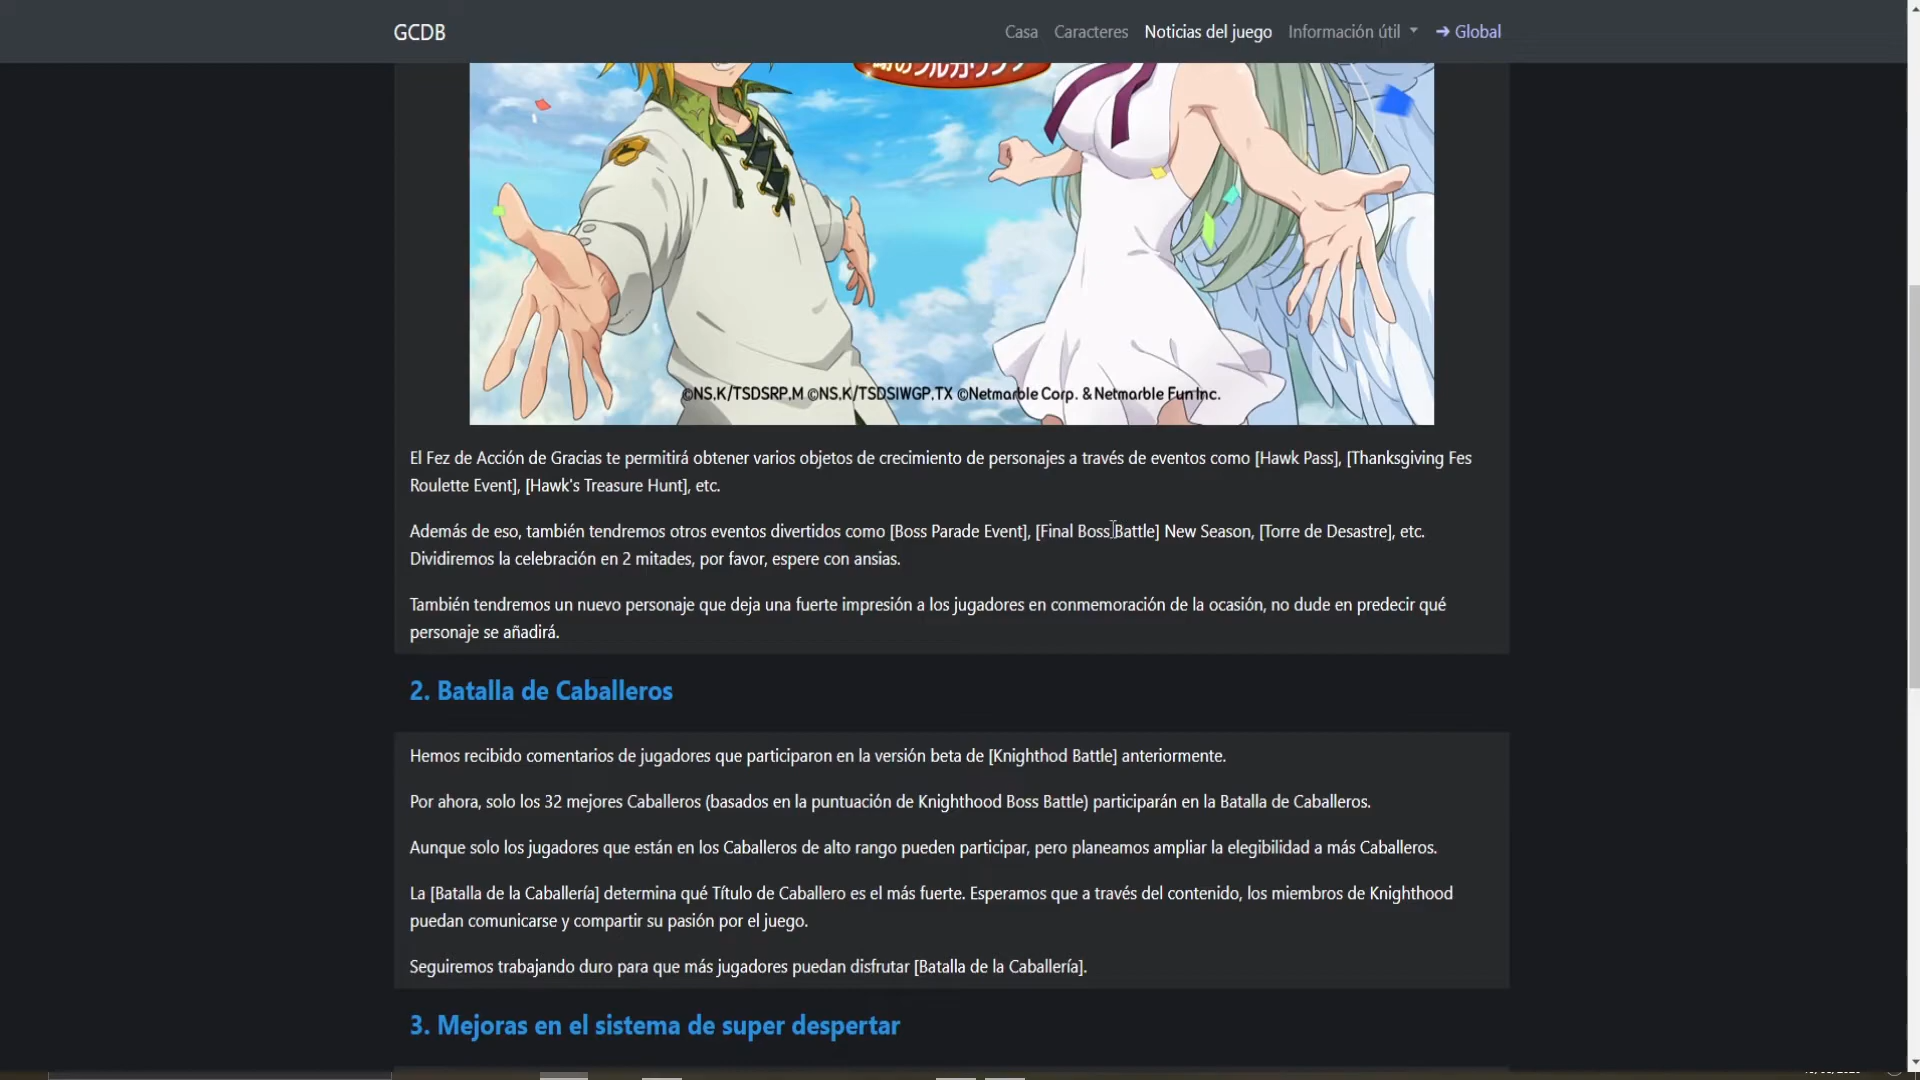 GCDB
Casa Caracteres Noticias del juego Información útil ➔ Global
©NS,K/TSDSRP,M ©NS,K/TSDSIWGP,TX ©Netmarble Corp. & Netmarble Fun Inc.
El Fez de Acción de Gracias te permitirá obtener varios objetos de crecimiento de personajes a través de eventos como [Hawk Pass], [Thanksgiving Fes
Roulette Event], [Hawk's Treasure Hunt], etc.
Además de eso, también tendremos otros eventos divertidos como [Boss Parade Event], [Final Boss Battle] New Season, [Torre de Desastre], etc.
Dividiremos la celebración en 2 mitades, por favor, espere con ansias.
También tendremos un nuevo personaje que deja una fuerte impresión a los jugadores en conmemoración de la ocasión, no dude en predecir qué
personaje se añadirá.
2. Batalla de Caballeros
Hemos recibido comentarios de jugadores que participaron en la versión beta de [Knighthod Battle] anteriormente.
Por ahora, solo los 32 mejores Caballeros (basados en la puntuación de Knighthood Boss Battle) participarán en la Batalla de Caballeros.
Aunque solo los jugadores que están en los Caballeros de alto rango pueden participar, pero planeamos ampliar la elegibilidad a más Caballeros.
La [Batalla de la Caballería] determina qué Título de Caballero es el más fuerte. Esperamos que a través del contenido, los miembros de Knighthood
puedan comunicarse y compartir su pasión por el juego.
Seguiremos trabajando duro para que más jugadores puedan disfrutar [Batalla de la Caballería].
3. Mejoras en el sistema de super despertar